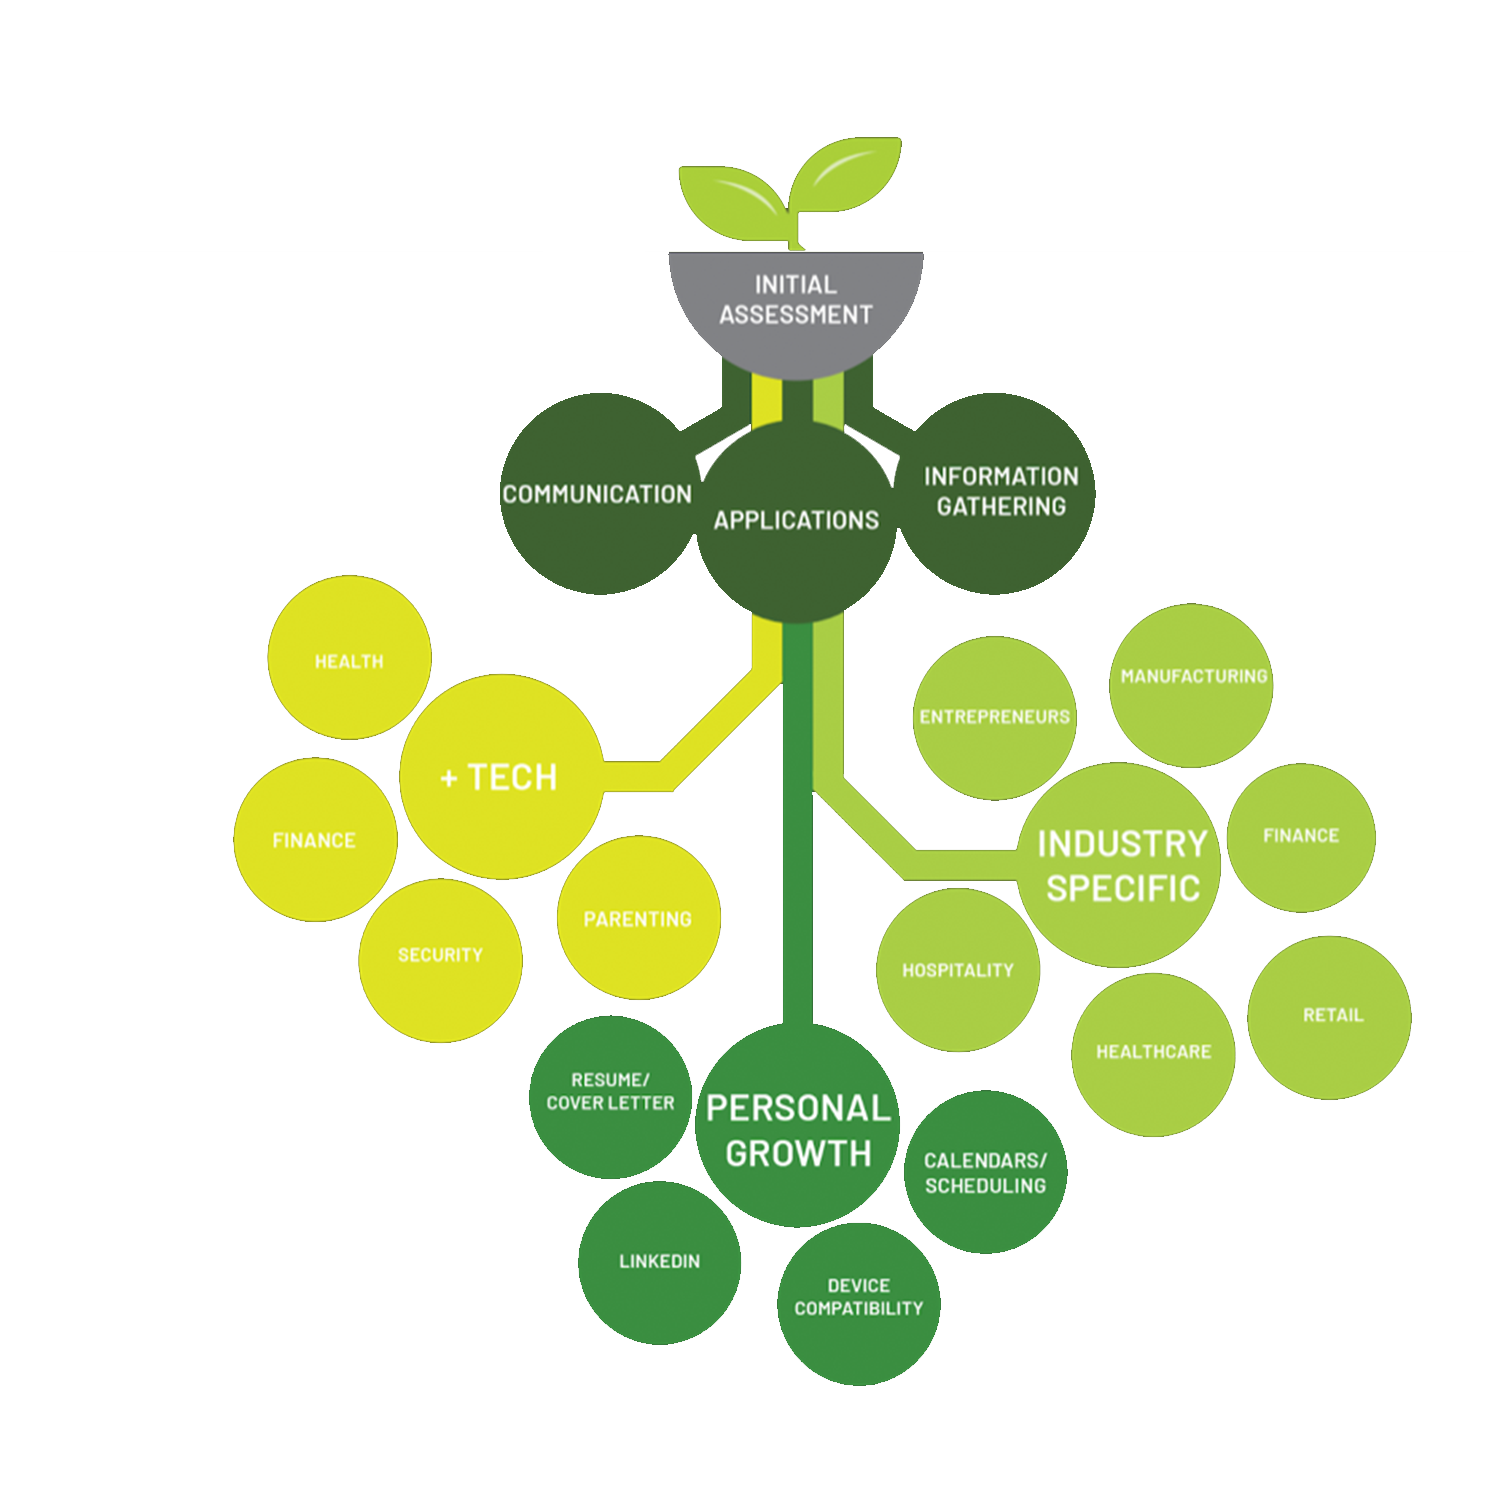 INITIAL
ASSESSMENT
COMMUNICATION
APPLICATIONS
INFORMATION
GATHERING
HEALTH
+ TECH
FINANCE
SECURITY
PARENTING
ENTREPRENEURS
MANUFACTURING
INDUSTRY
SPECIFIC
FINANCE
HOSPITALITY
HEALTHCARE
RETAIL
RESUME/
COVER LETTER
PERSONAL
GROWTH
CALENDARS/
SCHEDULING
LINKEDIN
DEVICE
COMPATIBILITY